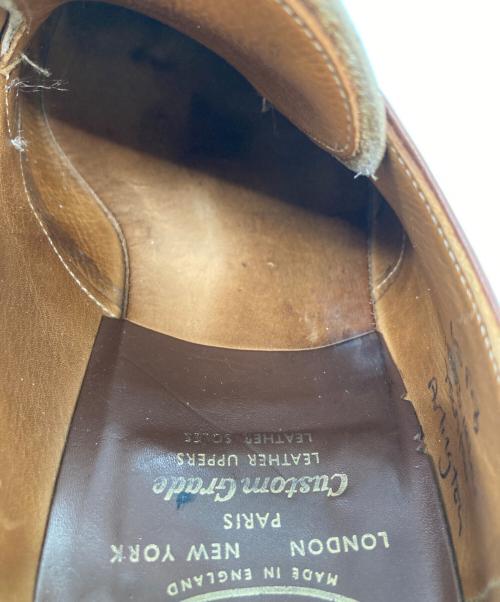 MADE IN ENGLAND
LONDON NEW YORK
PARIS
Custom Grade
LEATHER UPPERS
LEATHER SOLES